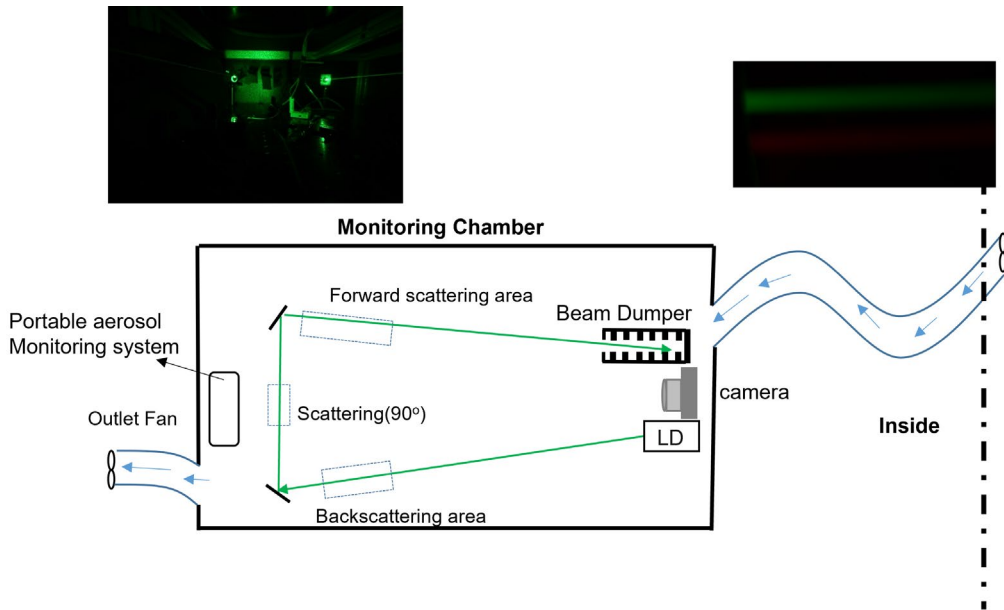 Monitoring Chamber
Forward scattering area
Beam Dumper
Portable aerosol
Monitoring system
camera
Outlet Fan
Scattering(90º)
Inside
LD
Backscattering area